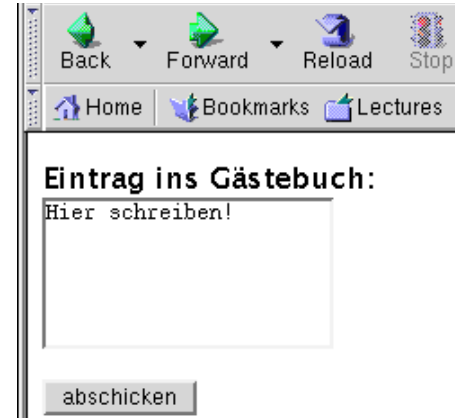 Back Forward Reload Stop
Home Bookmarks Lectures
Eintrag ins Gästebuch:
Hier schreiben!
abschicken